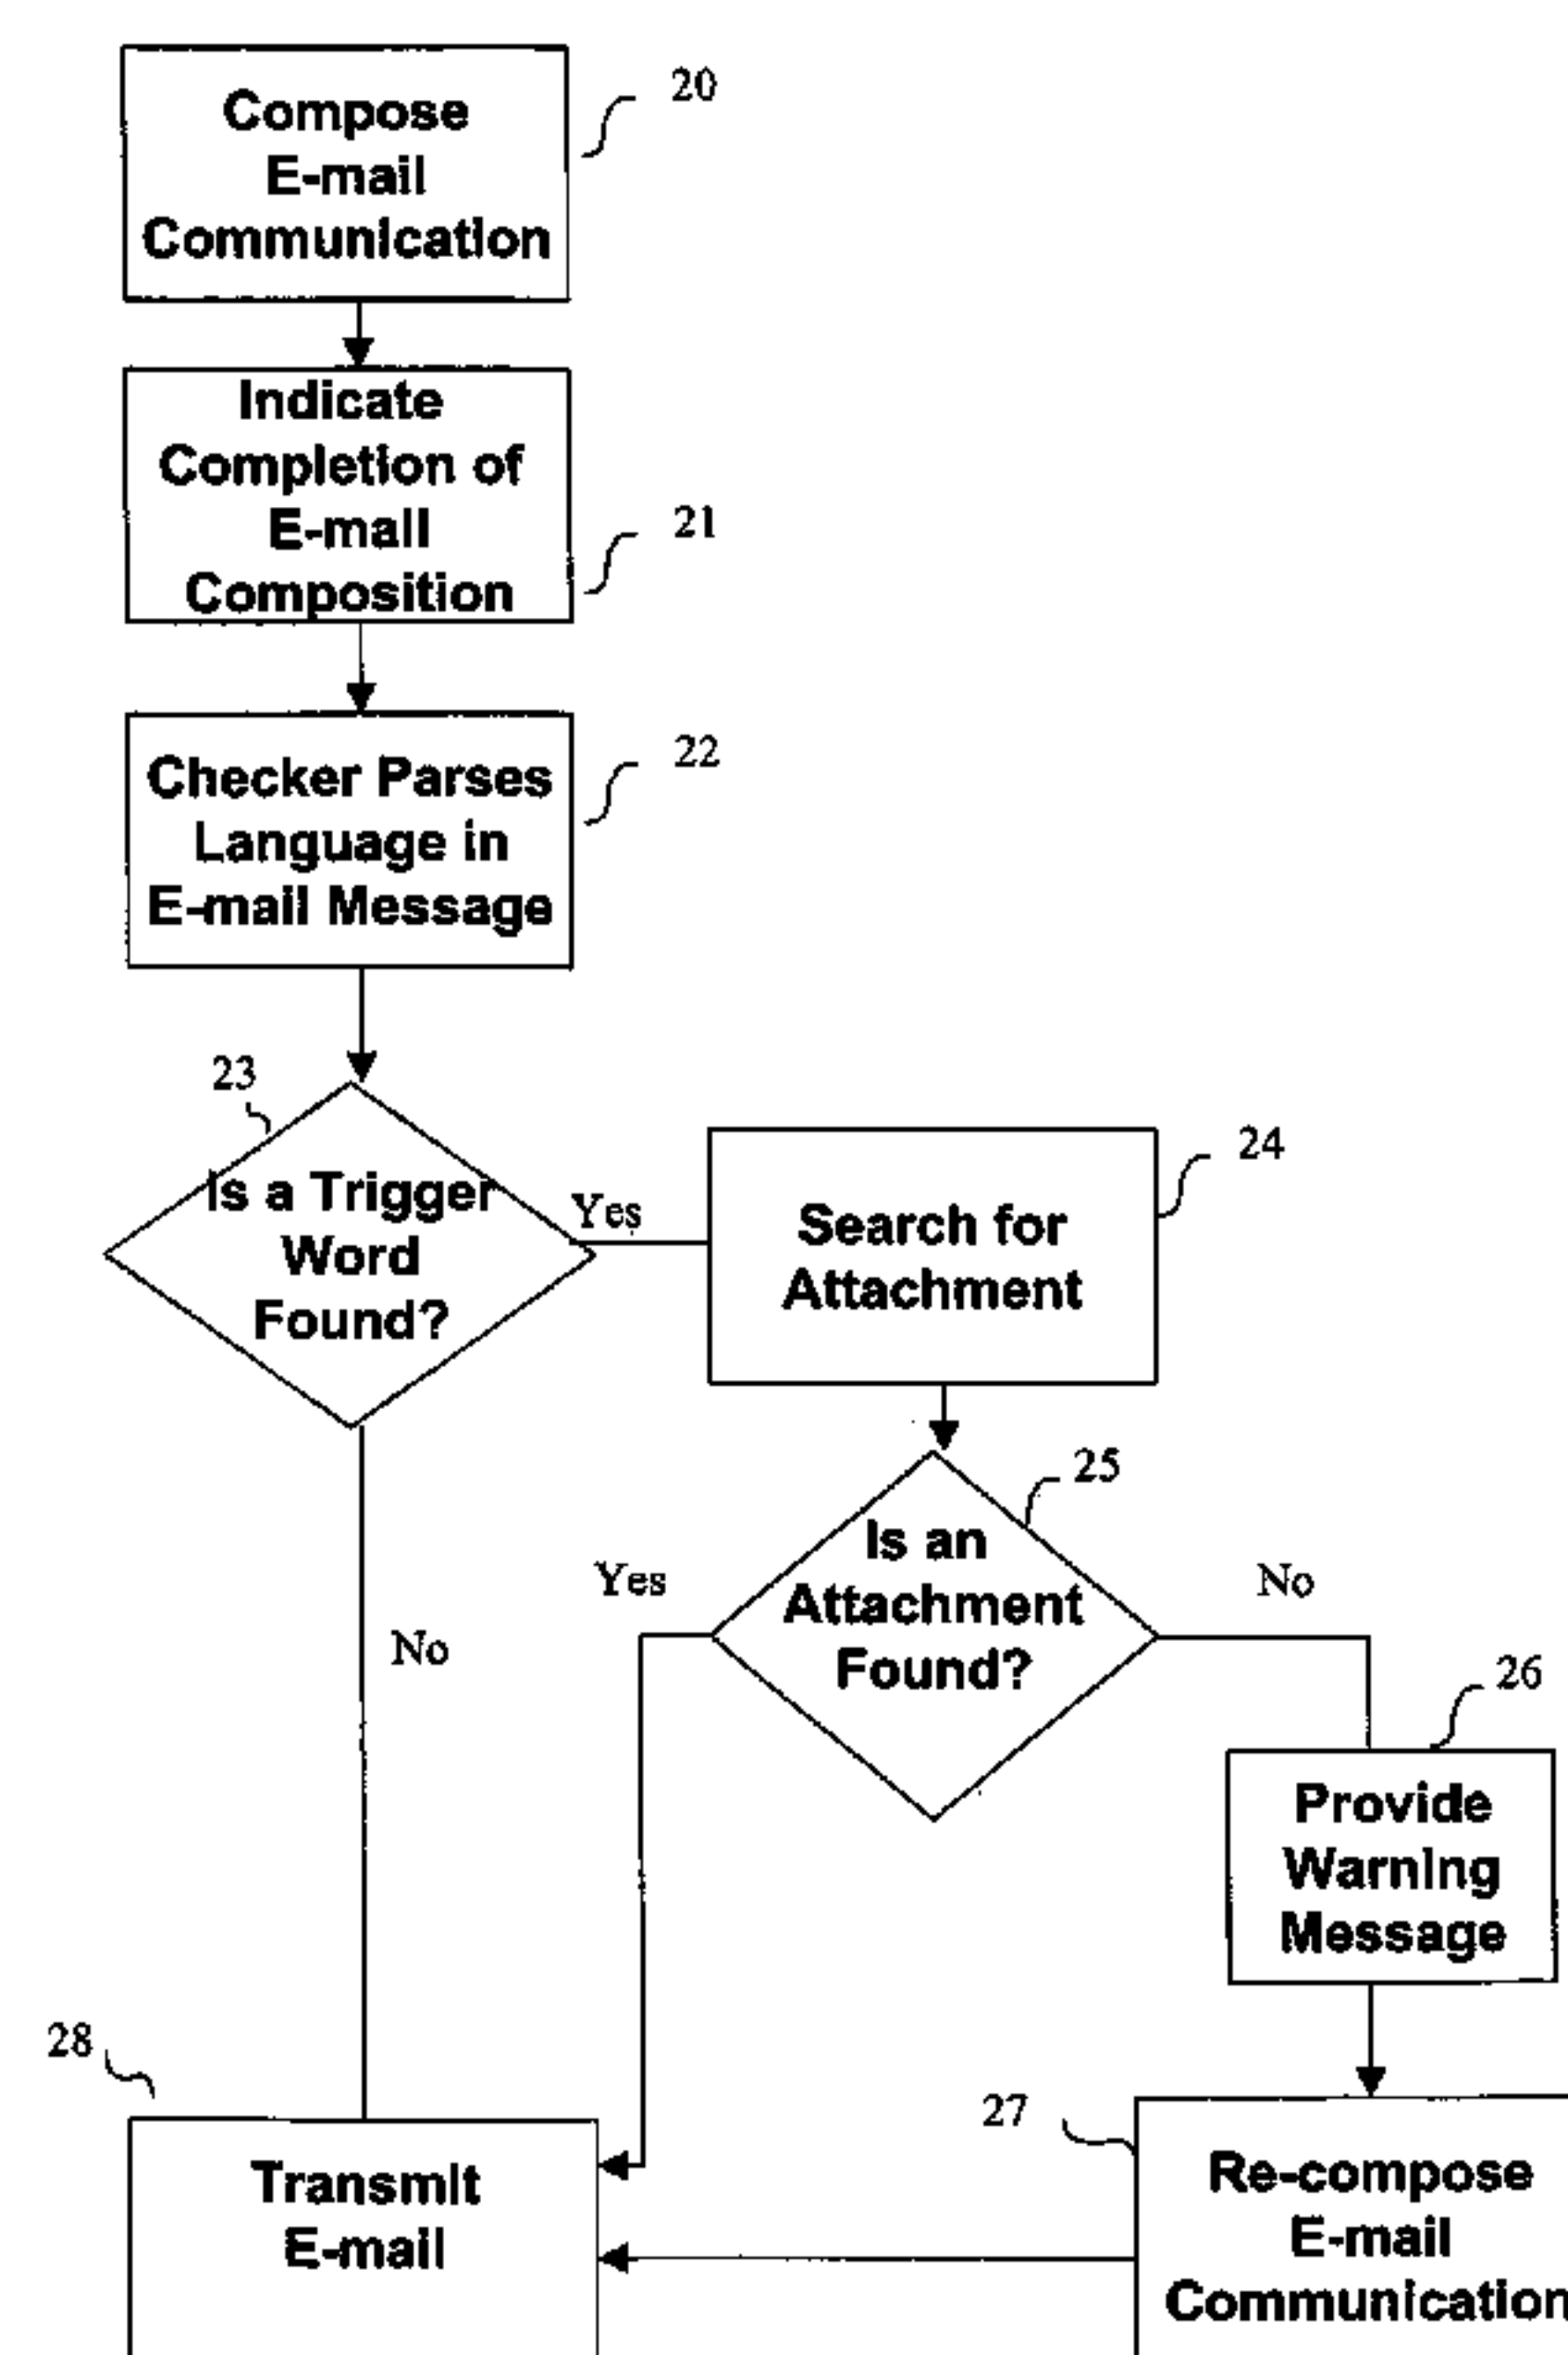 20
Compose
E-mail
Communication
Indicate
Completion of
E-mail
Composition
21
22
Checker Parses
Language in
E-mail Message
23
Is a Trigger
Word
Found?
Yes
24
Search for
Attachment
25
Is an
Attachment
Found?
Yes
No
No
26
Provide
Warning
Message
28
27
Transmit
E-mail
Re-compose
E-mail
Communication